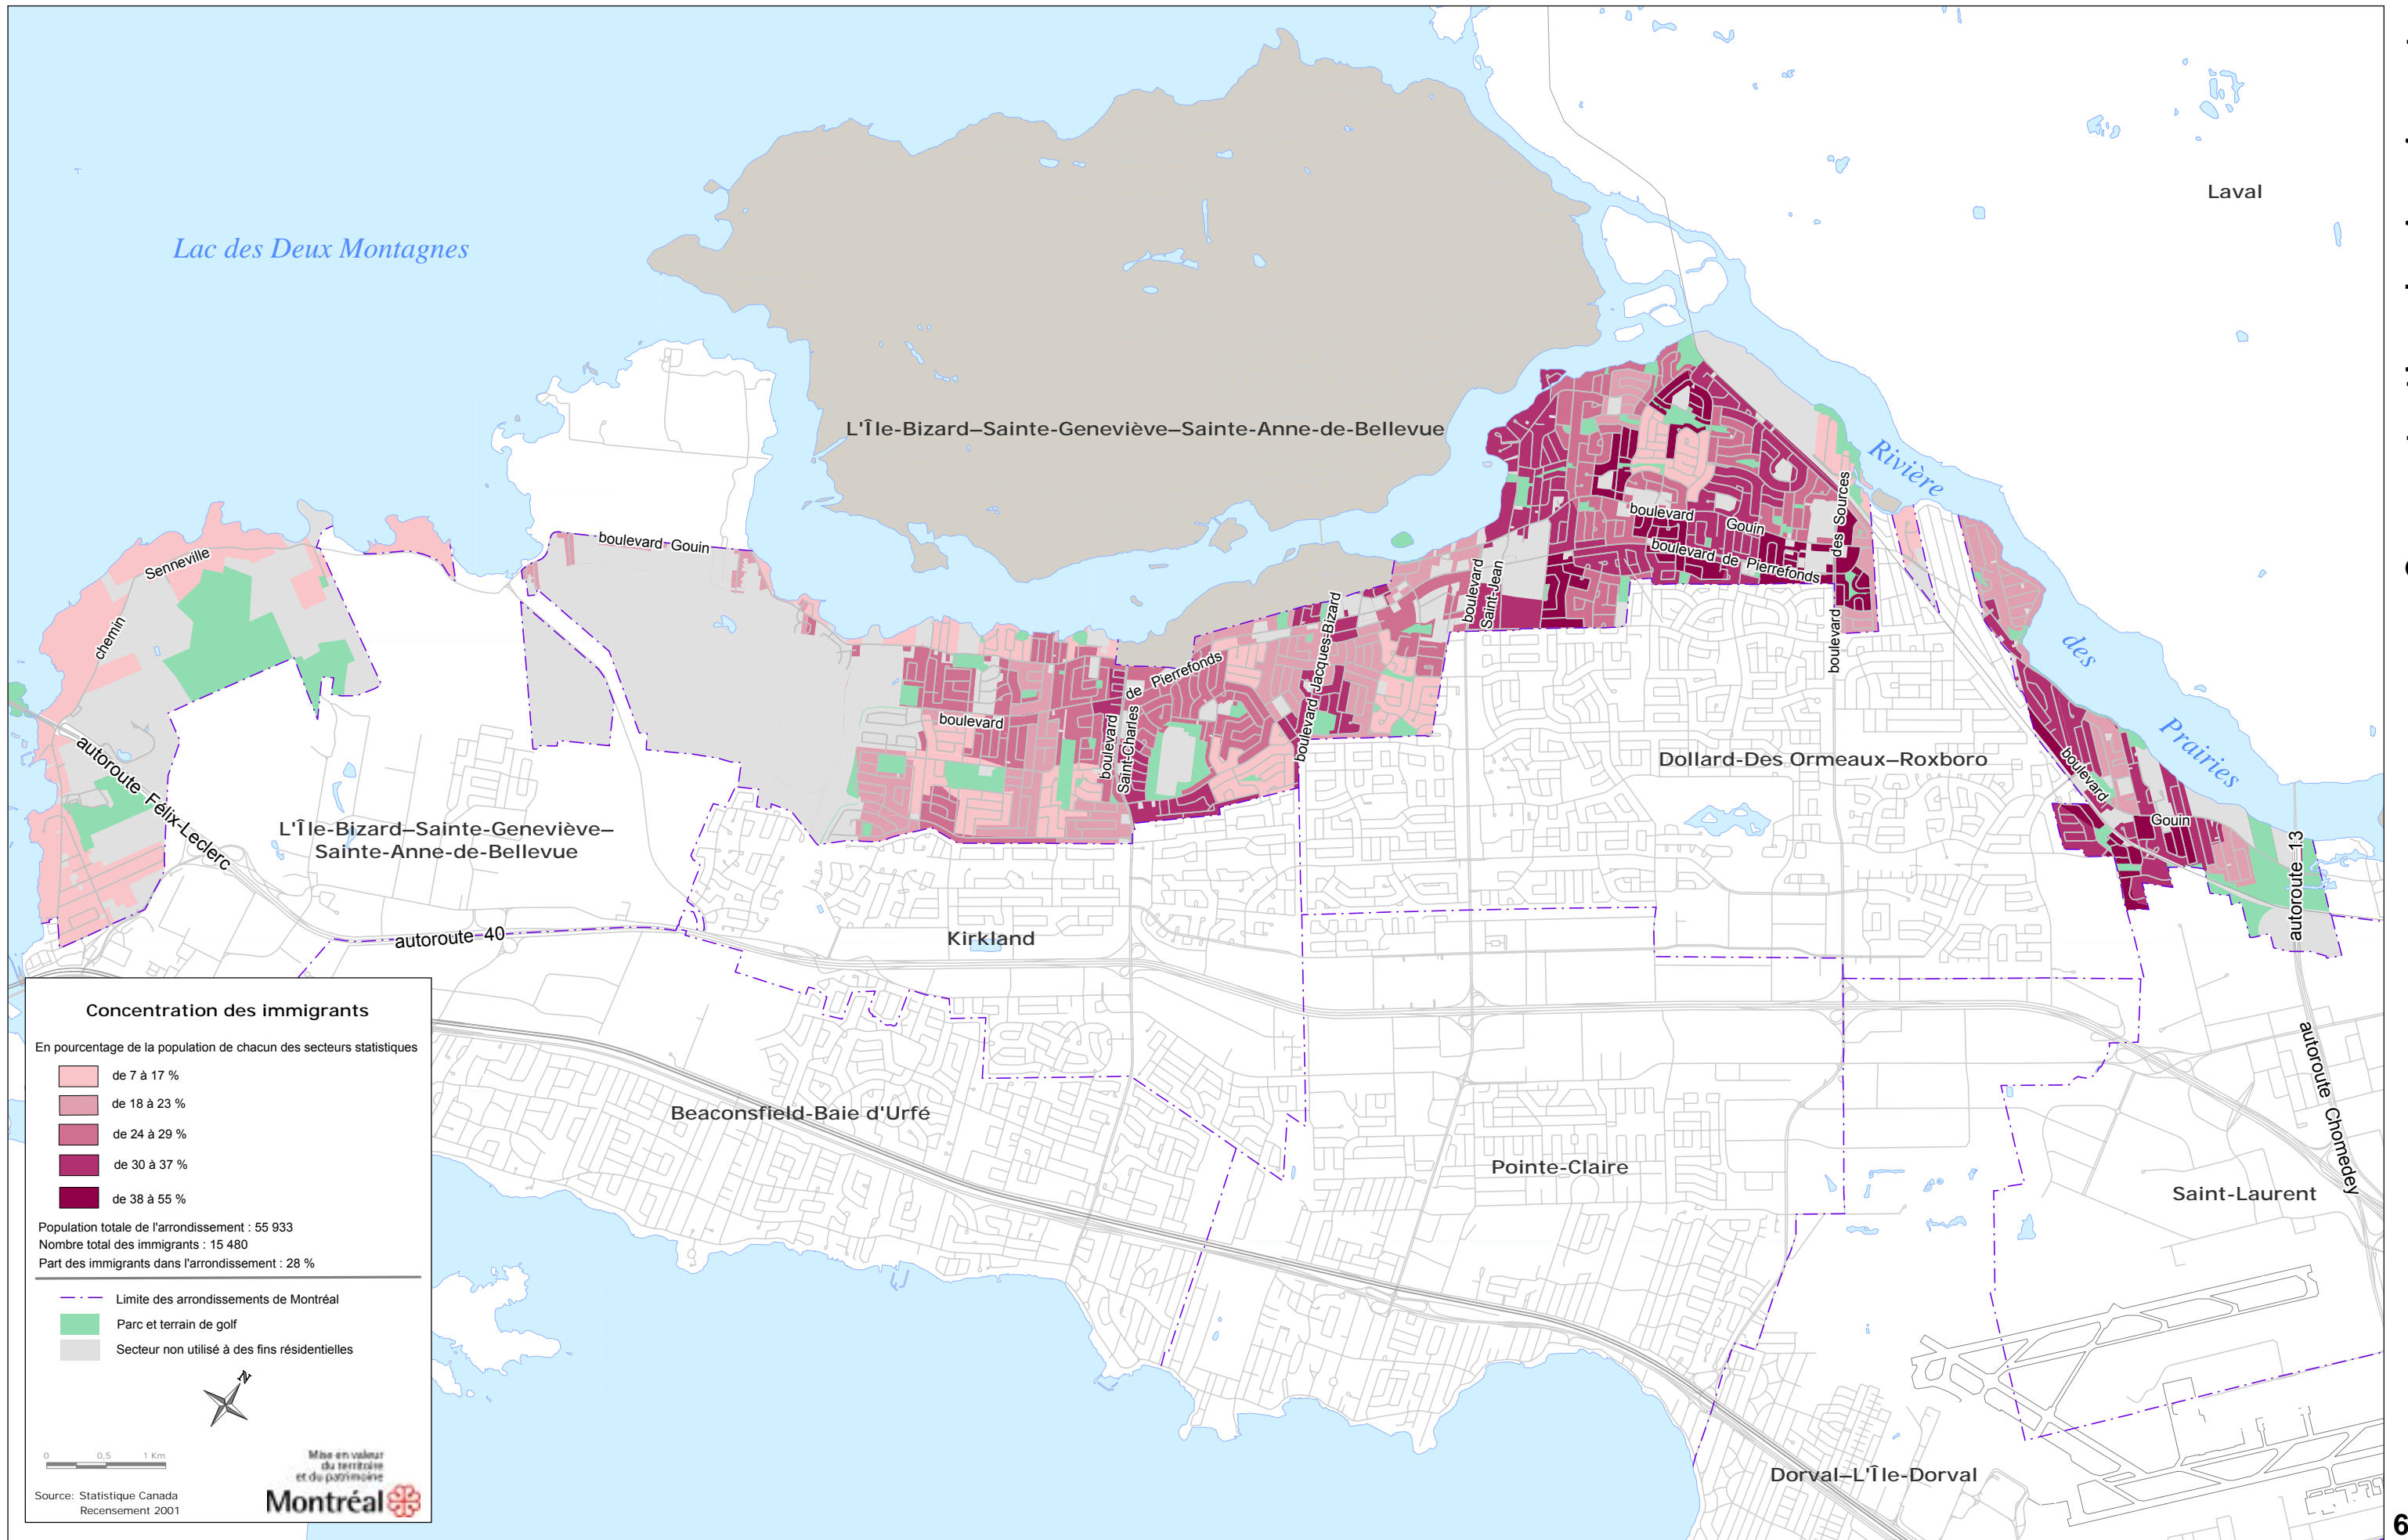 Laval
Lac des Deux Montagnes
L'Île-Bizard–Sainte-Geneviève–Sainte-Anne-de-Bellevue
Rivière
des
Prairies
boulevard Gouin
Senneville
chemin
boulevard
Gouin
des Sources
boulevard de Pierrefonds
boulevard
boulevard
Saint-Jean
boulevard Jacques-Bizard
de Pierrefonds
boulevard
boulevard
Saint-Charles
autoroute Félix-Leclerc
L'Île-Bizard–Sainte-Geneviève–
Sainte-Anne-de-Bellevue
Dollard-Des Ormeaux–Roxboro
boulevard
Gouin
autoroute 13
autoroute 40
Kirkland
autoroute Chomedey
Beaconsfield-Baie d'Urfé
Pointe-Claire
Saint-Laurent
Dorval–L'Île-Dorval
Concentration des immigrants
En pourcentage de la population de chacun des secteurs statistiques
de 7 à 17 %
de 18 à 23 %
de 24 à 29 %
de 30 à 37 %
de 38 à 55 %
Population totale de l'arrondissement : 55 933
Nombre total des immigrants : 15 480
Part des immigrants dans l'arrondissement : 28 %
Limite des arrondissements de Montréal
Parc et terrain de golf
Secteur non utilisé à des fins résidentielles
N
0 0,5 1 Km
Mise en valeur
du territoire
et du patrimoine
Montréal
Source: Statistique Canada
Recensement 2001
6